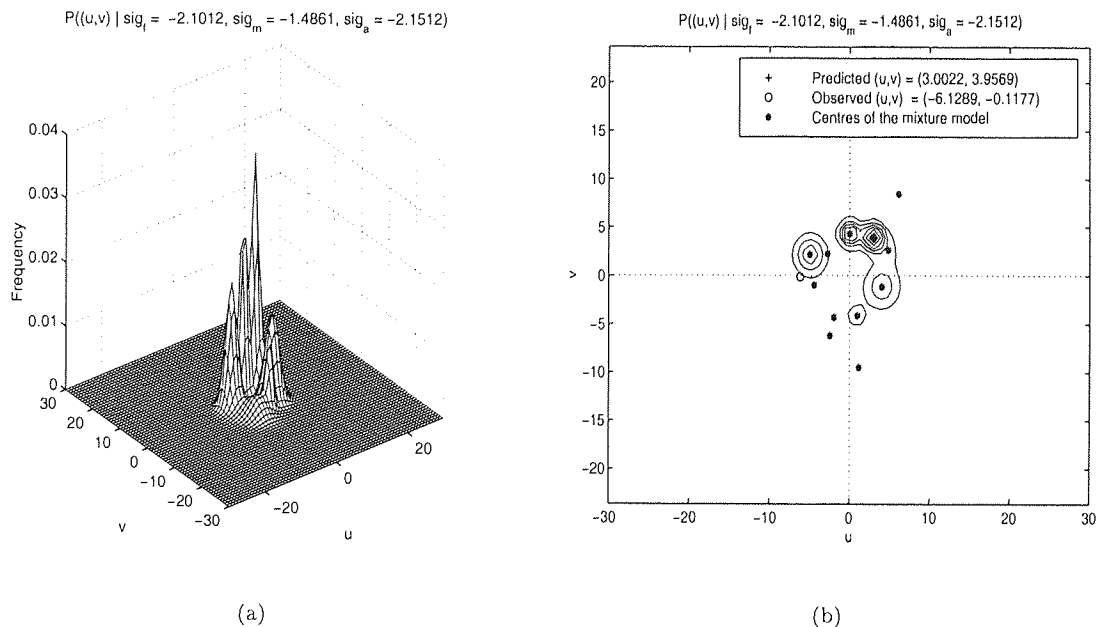 P((u,v) | sig_f = −2.1012, sig_m = −1.4861, sig_a = −2.1512)
0.04
0.03
0.02
0.01
0
Frequency
30
20
10
0
−10
−20
−30
v
−20
0
20
u
(a)
P((u,v) | sig_f = −2.1012, sig_m = −1.4861, sig_a = −2.1512)
+ Predicted (u,v) = (3.0022, 3.9569)
o Observed (u,v) = (−6.1289, −0.1177)
* Centres of the mixture model
20
15
10
5
0
−5
−10
−15
−20
v
−30 −20 −10 0 10 20 30
u
(b)